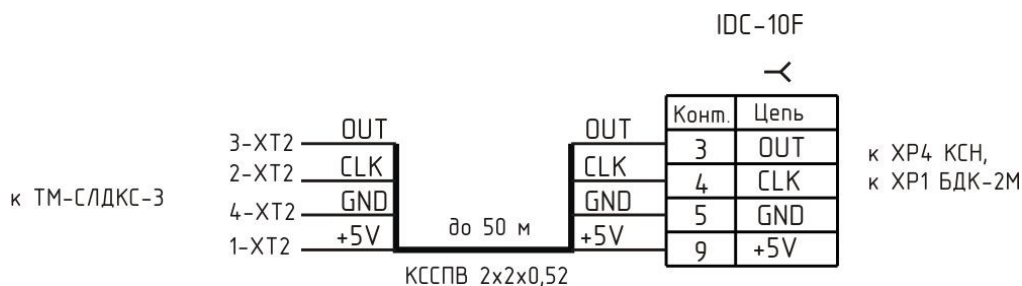 IDC-10F
Конт. Цепь
3-XT2 OUT OUT 3 OUT
2-XT2 CLK CLK 4 CLK
4-XT2 GND GND 5 GND
1-XT2 +5V +5V 9 +5V
к ТМ-СЛДКС-3
до 50 м
КССПВ 2х2х0,52
к ХР4 КСН,
к ХР1 БДК-2М